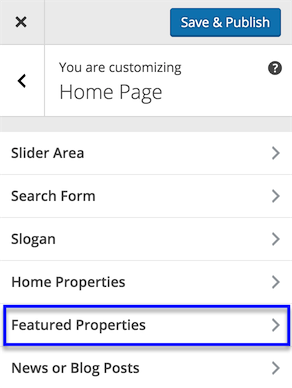 Save & Publish
You are customizing
Home Page
Slider Area
Search Form
Slogan
Home Properties
Featured Properties
News or Blog Posts